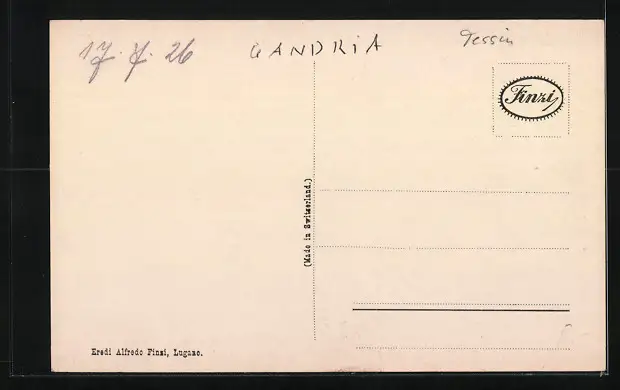 17. 7. 26 GANDRIA Tessin
Finzi
(Made in Switzerland.)
Eredi Alfredo Finzi, Lugano.